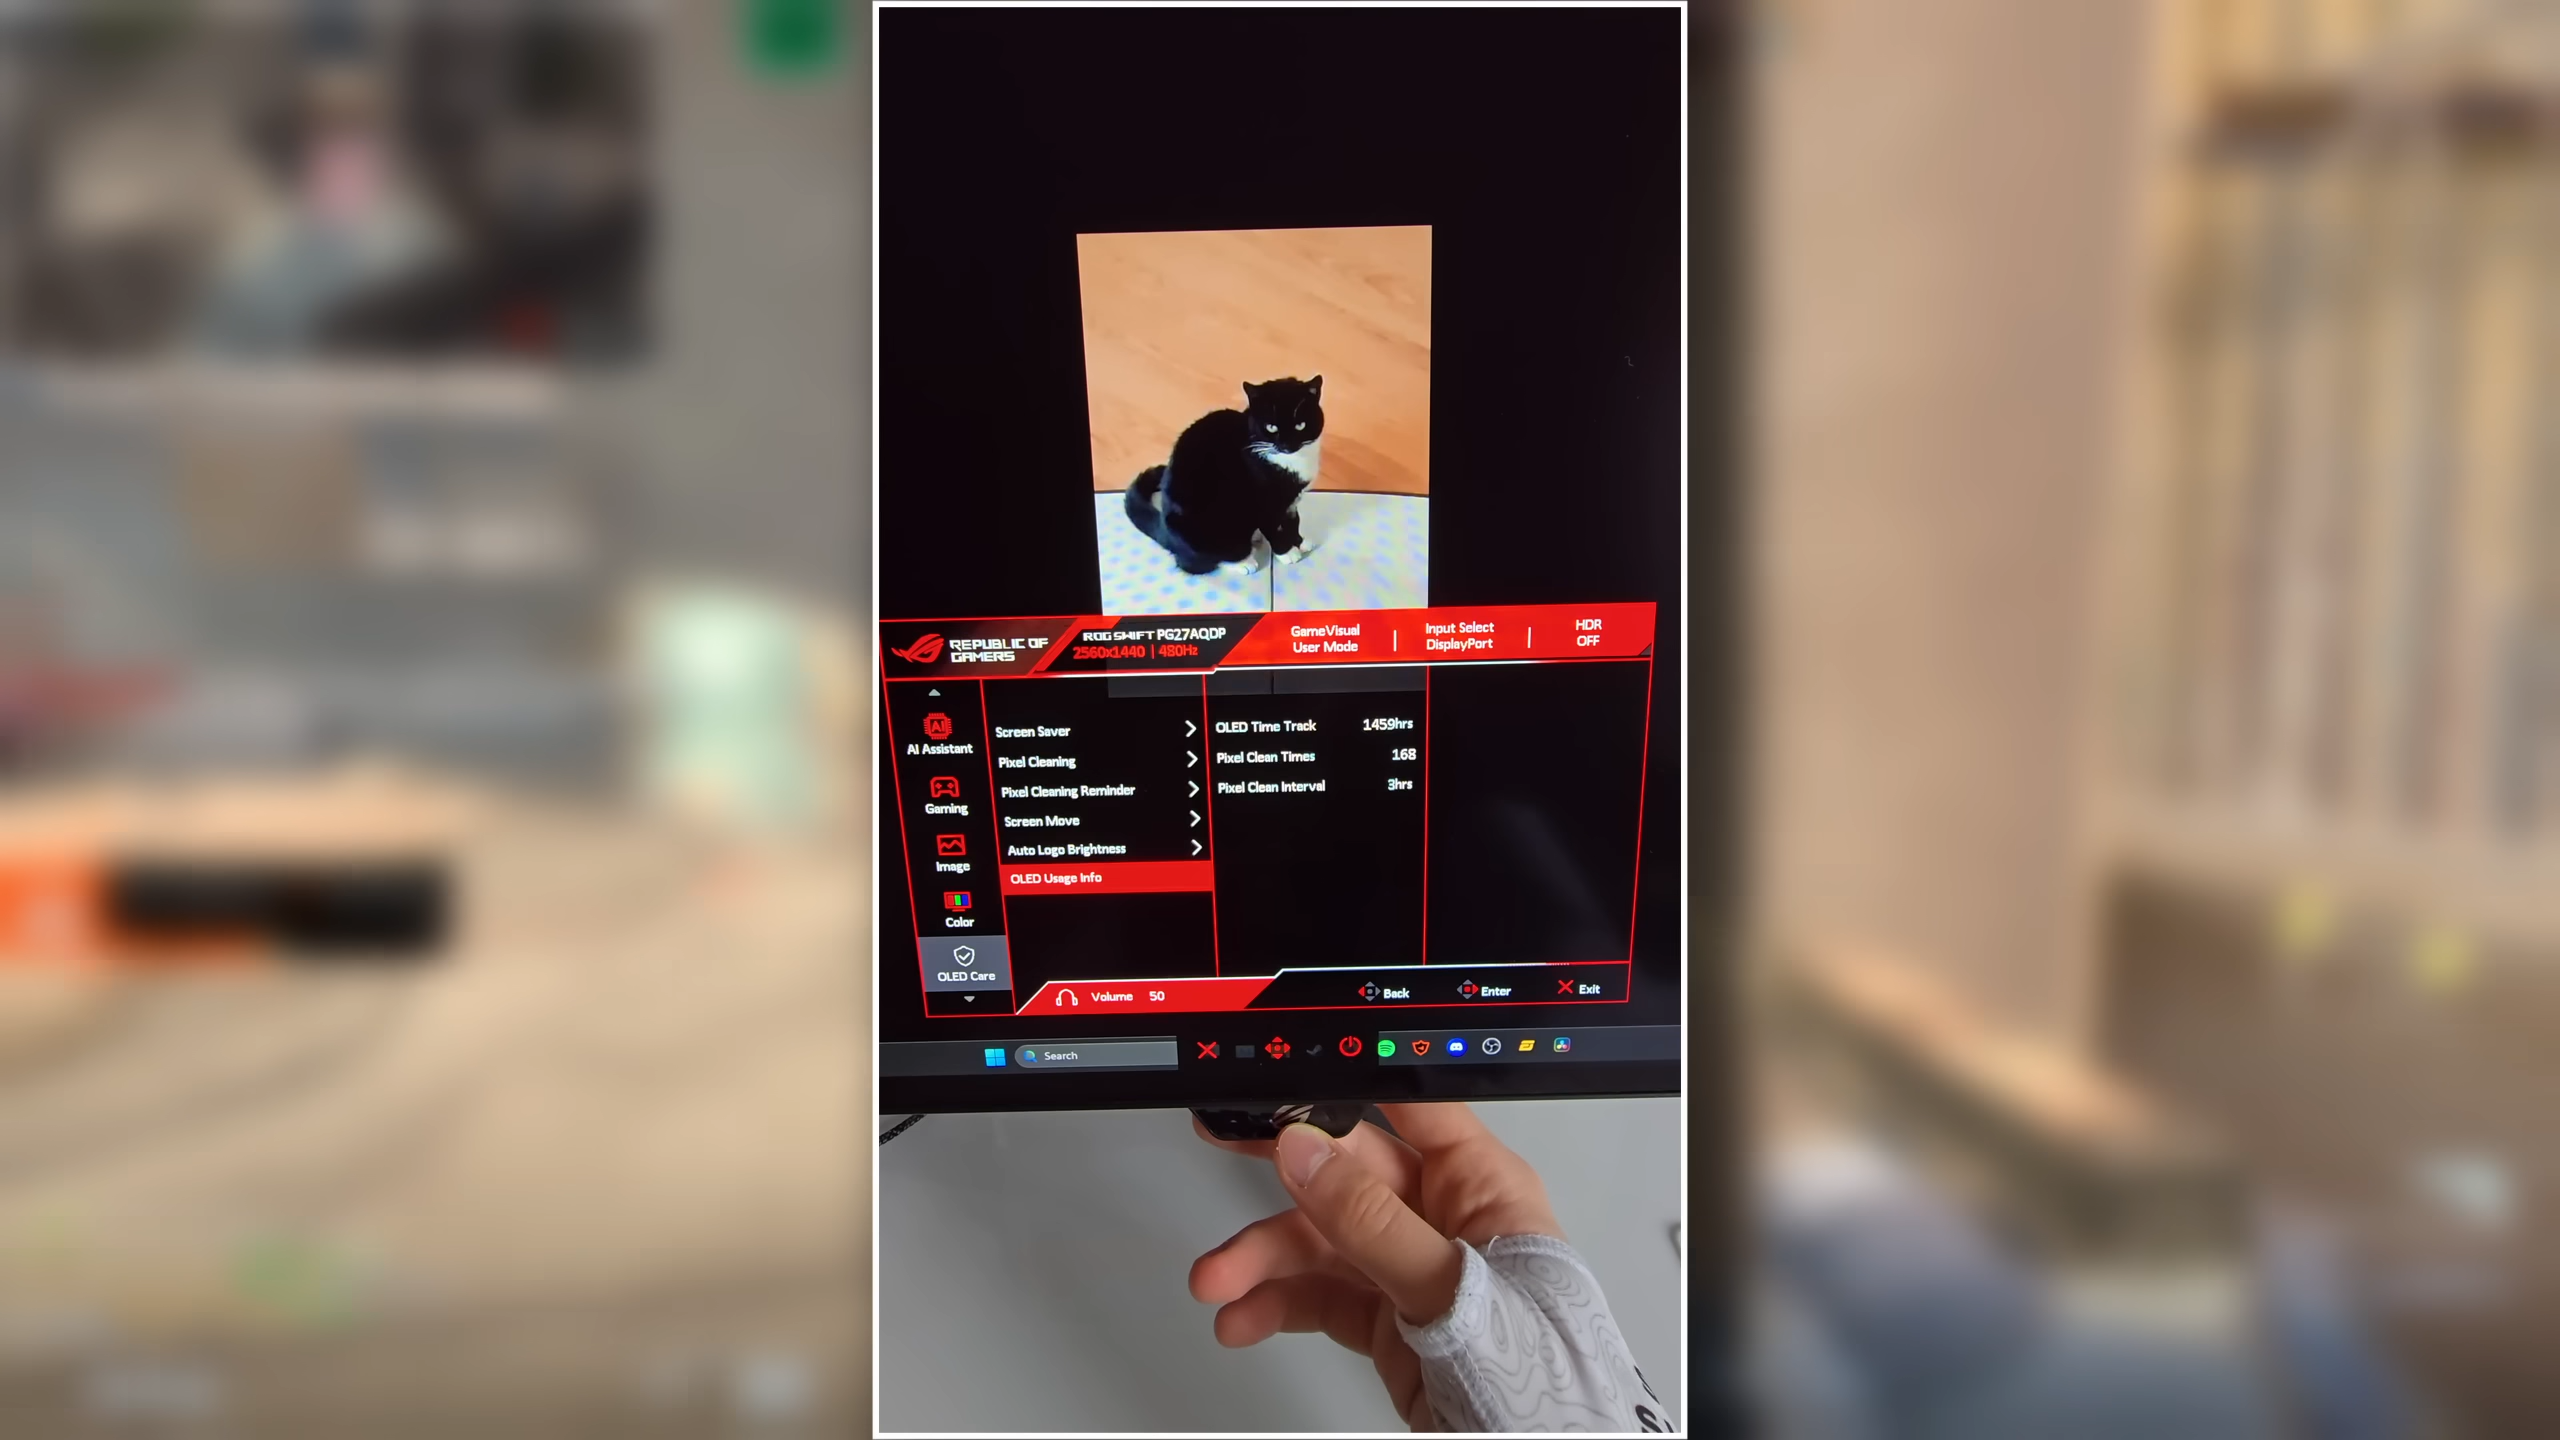 REPUBLIC OF
GAMERS
ROG SWIFT PG27AQDP
2560x1440 | 480Hz
GameVisual
User Mode
Input Select
DisplayPort
HDR
OFF
AI
AI Assistant
Gaming
Image
Color
OLED Care
Screen Saver
Pixel Cleaning
Pixel Cleaning Reminder
Screen Move
Auto Logo Brightness
OLED Usage Info
OLED Time Track 1459hrs
Pixel Clean Times 168
Pixel Clean Interval 3hrs
Volume 50
Back
Enter
Exit
Search